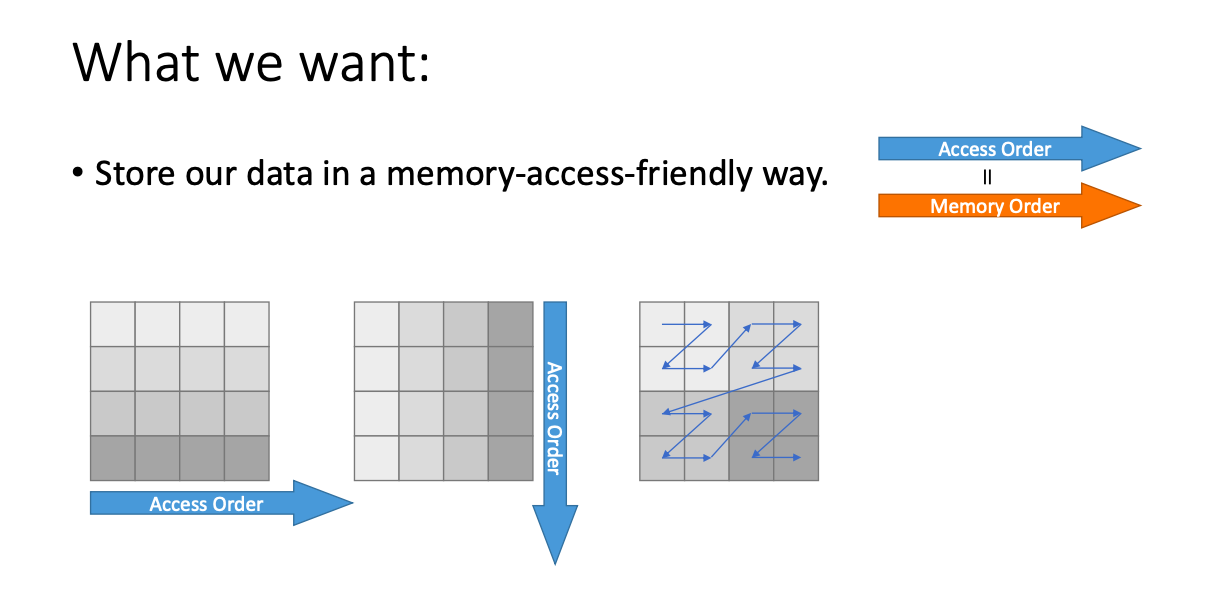 What we want:
• Store our data in a memory-access-friendly way.
Access Order
=
Memory Order
Access Order
Access Order